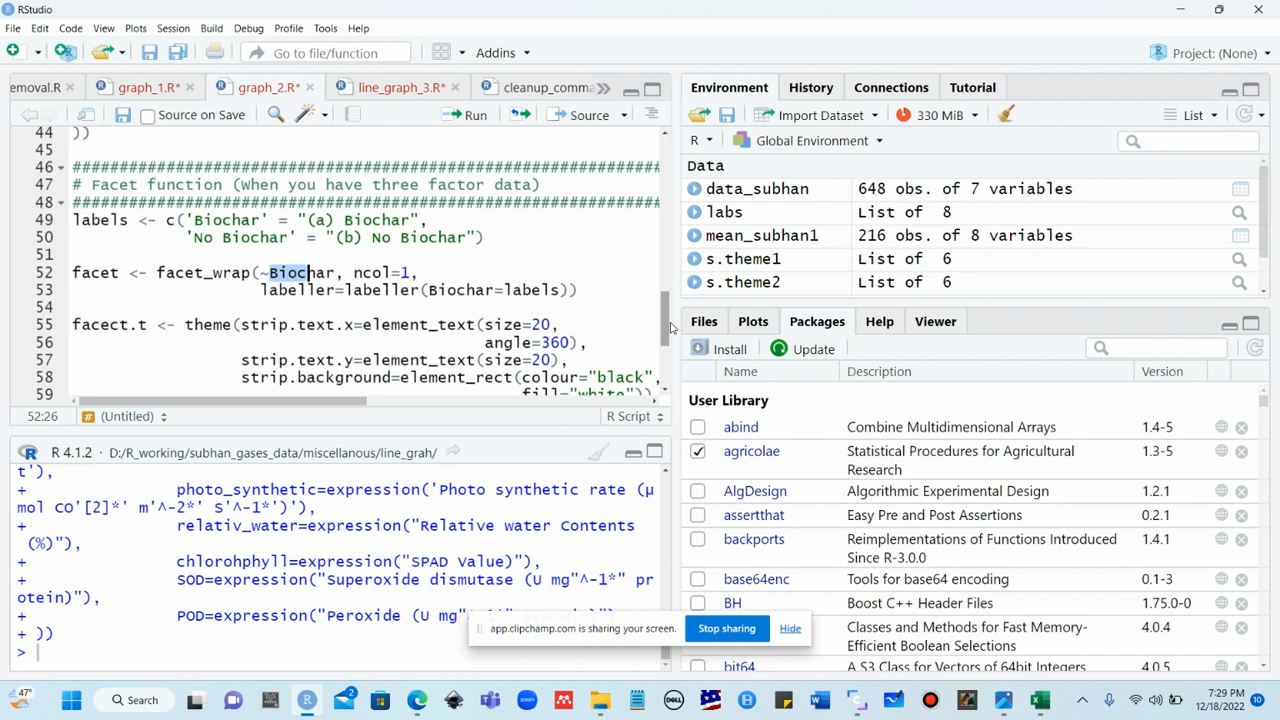 RStudio
File Edit Code View Plots Session Build Debug Profile Tools Help
Go to file/function Addins Project: (None)
emoval.R graph_1.R* graph_2.R* line_graph_3.R* cleanup_comma
Source on Save Run Source
44 ))
45
46 ##################################################################
47 # Facet function (When you have three factor data)
48 ##################################################################
49 labels <- c('Biochar' = "(a) Biochar",
50 'No Biochar' = "(b) No Biochar")
51
52 facet <- facet_wrap(~Biochar, ncol=1,
53 labeller=labeller(Biochar=labels))
54
55 facect.t <- theme(strip.text.x=element_text(size=20,
56 angle=360),
57 strip.text.y=element_text(size=20),
58 strip.background=element_rect(colour="black",
59 fill="white"))
52:26 # (Untitled) R Script
R 4.1.2 · D:/R_working/subhan_gases_data/miscellanous/line_grah/
t'),
+ photo_synthetic=expression('Photo synthetic rate (μ
mol CO'[2]*' m'^-2*' S'^-1*')'),
+ relativ_water=expression("Relative water Contents
(%)"),
+ chlorohphyll=expression("SPAD Value)"),
+ SOD=expression("Superoxide dismutase (U mg"^-1*" pr
otein)"),
+ POD=expression("Peroxide (U mg"
+ ))
>
Environment History Connections Tutorial
Import Dataset 330 MiB List
R Global Environment
Data
data_subhan 648 obs. of 7 variables
labs List of 8
mean_subhan1 216 obs. of 8 variables
s.theme1 List of 6
s.theme2 List of 6
Files Plots Packages Help Viewer
Install Update
Name Description Version
User Library
abind Combine Multidimensional Arrays 1.4-5
agricolae Statistical Procedures for Agricultural Research 1.3-5
AlgDesign Algorithmic Experimental Design 1.2.1
assertthat Easy Pre and Post Assertions 0.2.1
backports Reimplementations of Functions Introduced Since R-3.0.0 1.4.1
base64enc Tools for base64 encoding 0.1-3
BH Boost C++ Header Files 1.75.0-0
Classes and Methods for Fast Memory-Efficient Boolean Selections 4.0.4
bit64 A S3 Class for Vectors of 64bit Integers 4.0.5
app.clipchamp.com is sharing your screen. Stop sharing Hide
47° Search 7:29 PM
12/18/2022 10